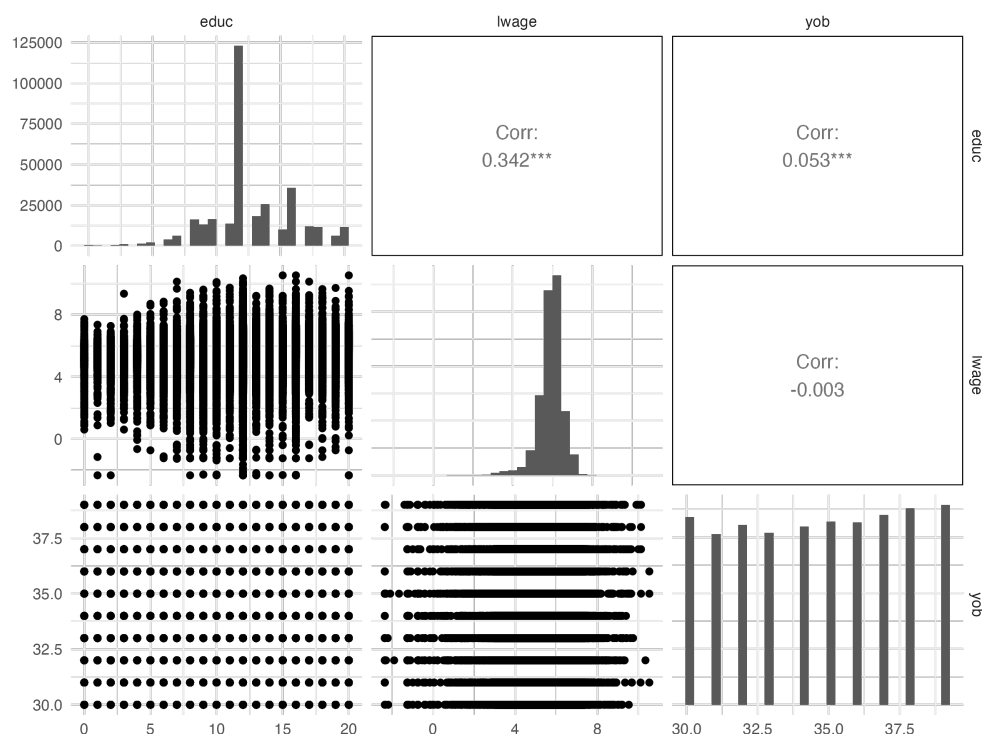 educ
lwage
yob
125000
100000
75000
50000
25000
0
Corr:
0.342***
Corr:
0.053***
educ
8
4
0
Corr:
-0.003
lwage
37.5
35.0
32.5
30.0
yob
0 5 10 15 20
0 4 8
30.0 32.5 35.0 37.5